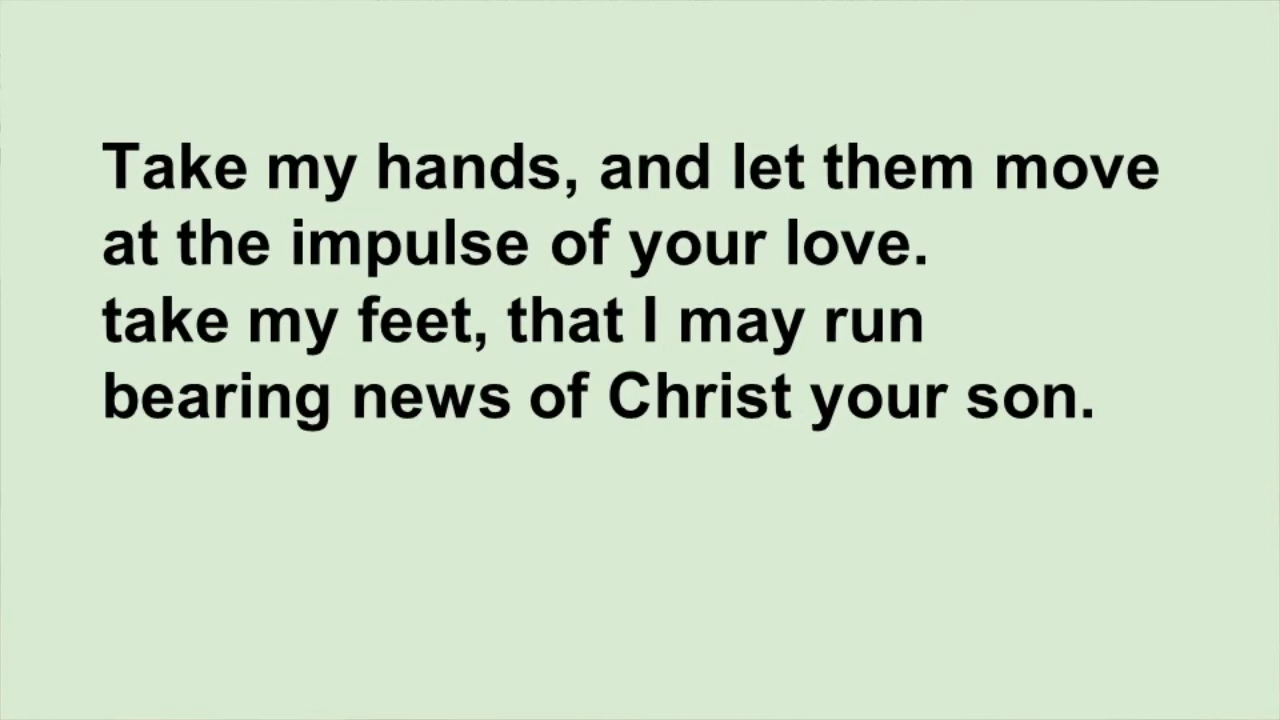 Take my hands, and let them move
at the impulse of your love.
take my feet, that I may run
bearing news of Christ your son.